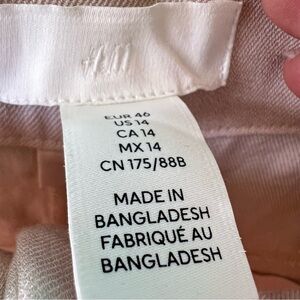 H&M
EUR 46
US 14
CA 14
MX 14
CN 175/88B
MADE IN
BANGLADESH
FABRIQUÉ AU
BANGLADESH